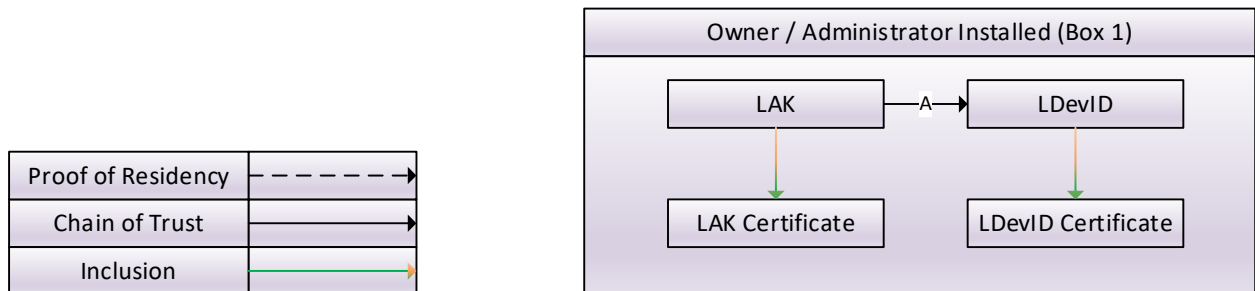 Owner / Administrator Installed (Box 1)
LAK
A
LDevID
LAK Certificate
LDevID Certificate
Proof of Residency
Chain of Trust
Inclusion